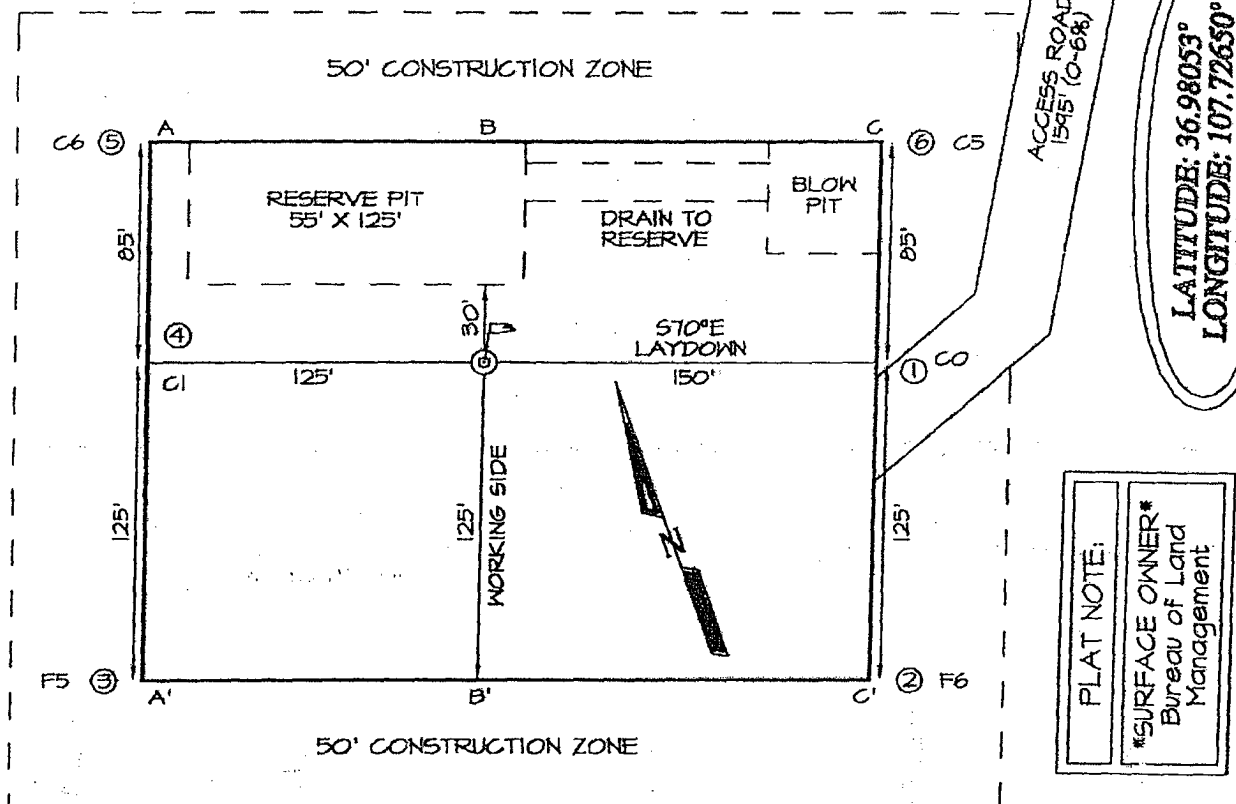 50' CONSTRUCTION ZONE
ACCESS ROAD
1595' (0-6%)
LATITUDE: 36.98053°
LONGITUDE: 107.72650°
C6 ⑤ A B C ⑥ C5
RESERVE PIT
55' X 125'
DRAIN TO
RESERVE
BLOW
PIT
85'
85'
④
C1
30'
S70°E
LAYDOWN
125'
150'
① C0
125'
125'
WORKING SIDE
125'
N
F5 ③ A' B' C' ② F6
50' CONSTRUCTION ZONE
PLAT NOTE:
*SURFACE OWNER*
Bureau of Land
Management